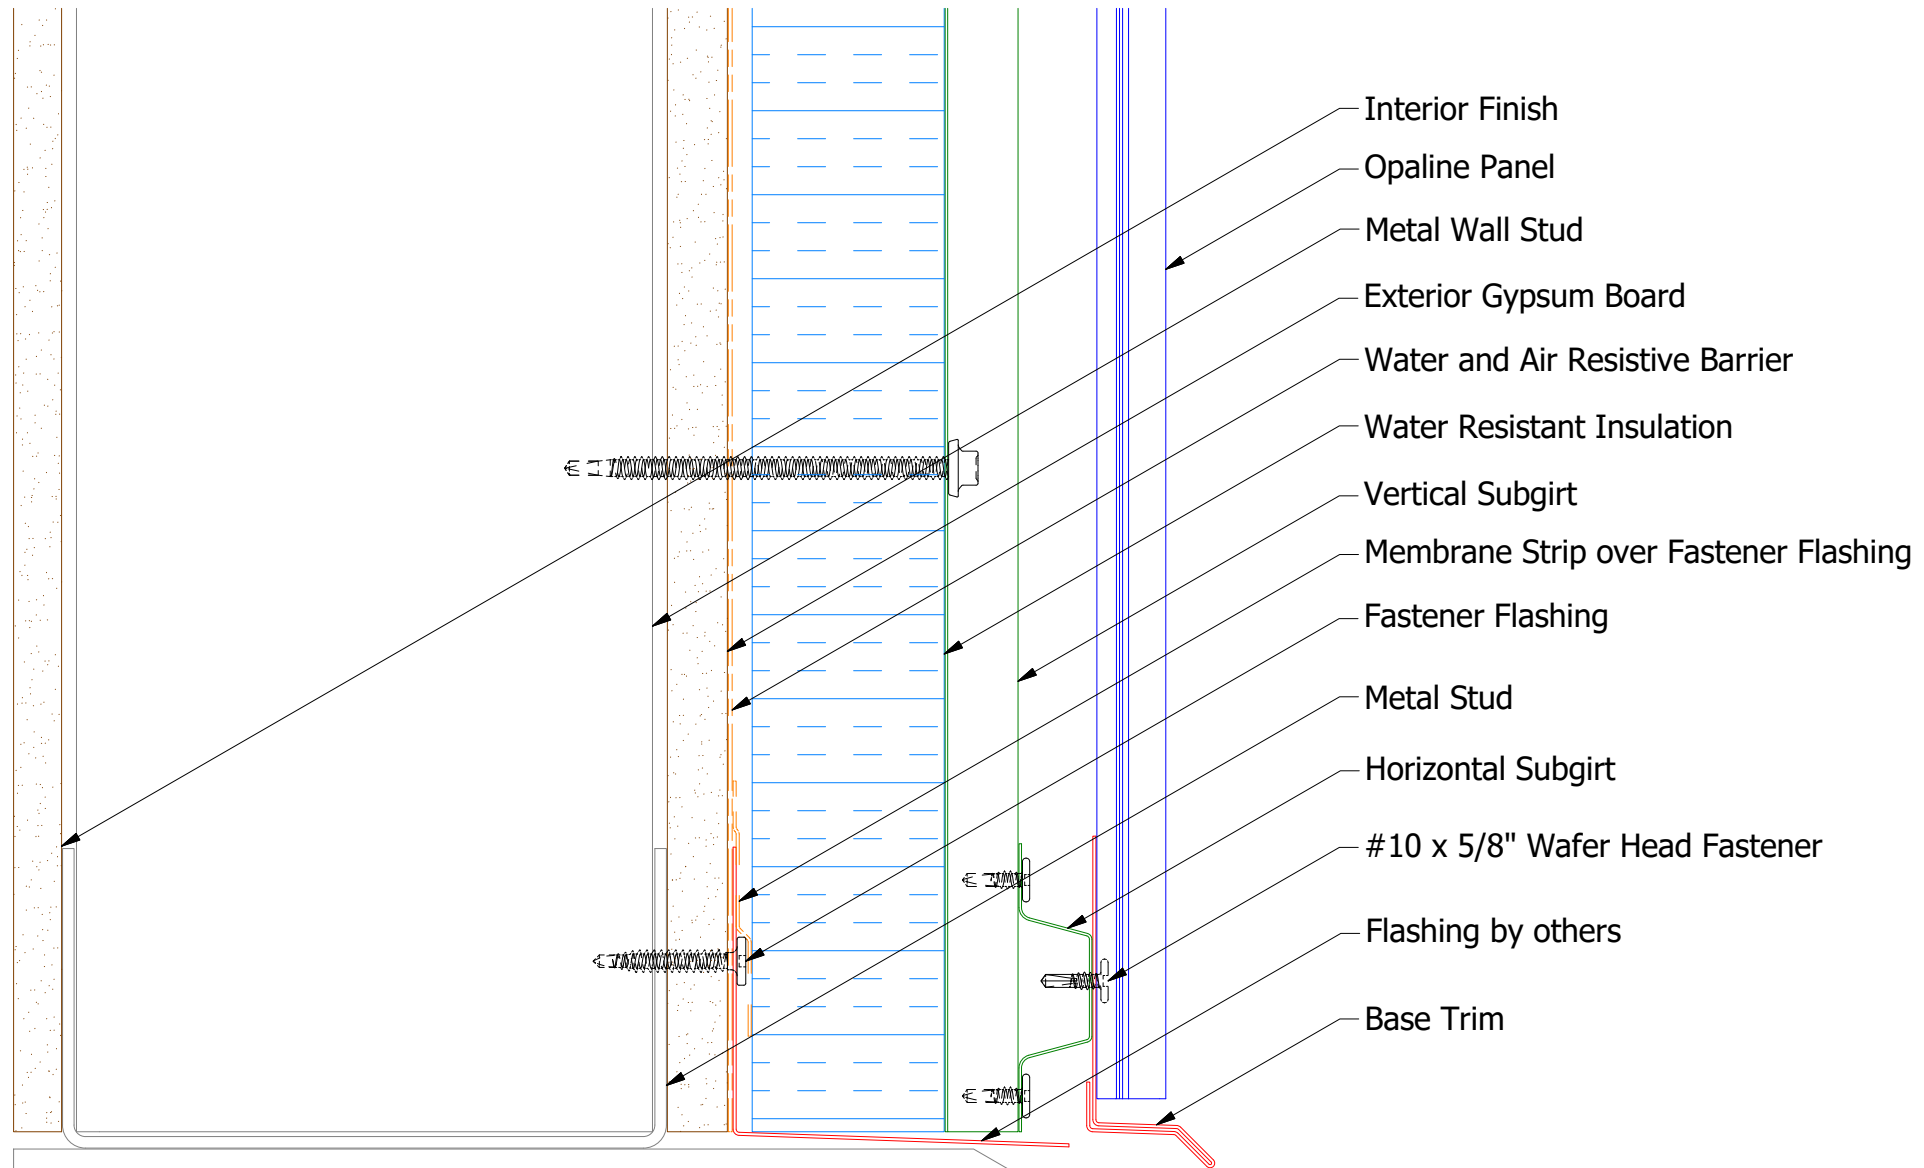 Interior Finish
Opaline Panel
Metal Wall Stud
Exterior Gypsum Board
Water and Air Resistive Barrier
Water Resistant Insulation
Vertical Subgirt
Membrane Strip over Fastener Flashing
Fastener Flashing
Metal Stud
Horizontal Subgirt
#10 x 5/8" Wafer Head Fastener
Flashing by others
Base Trim